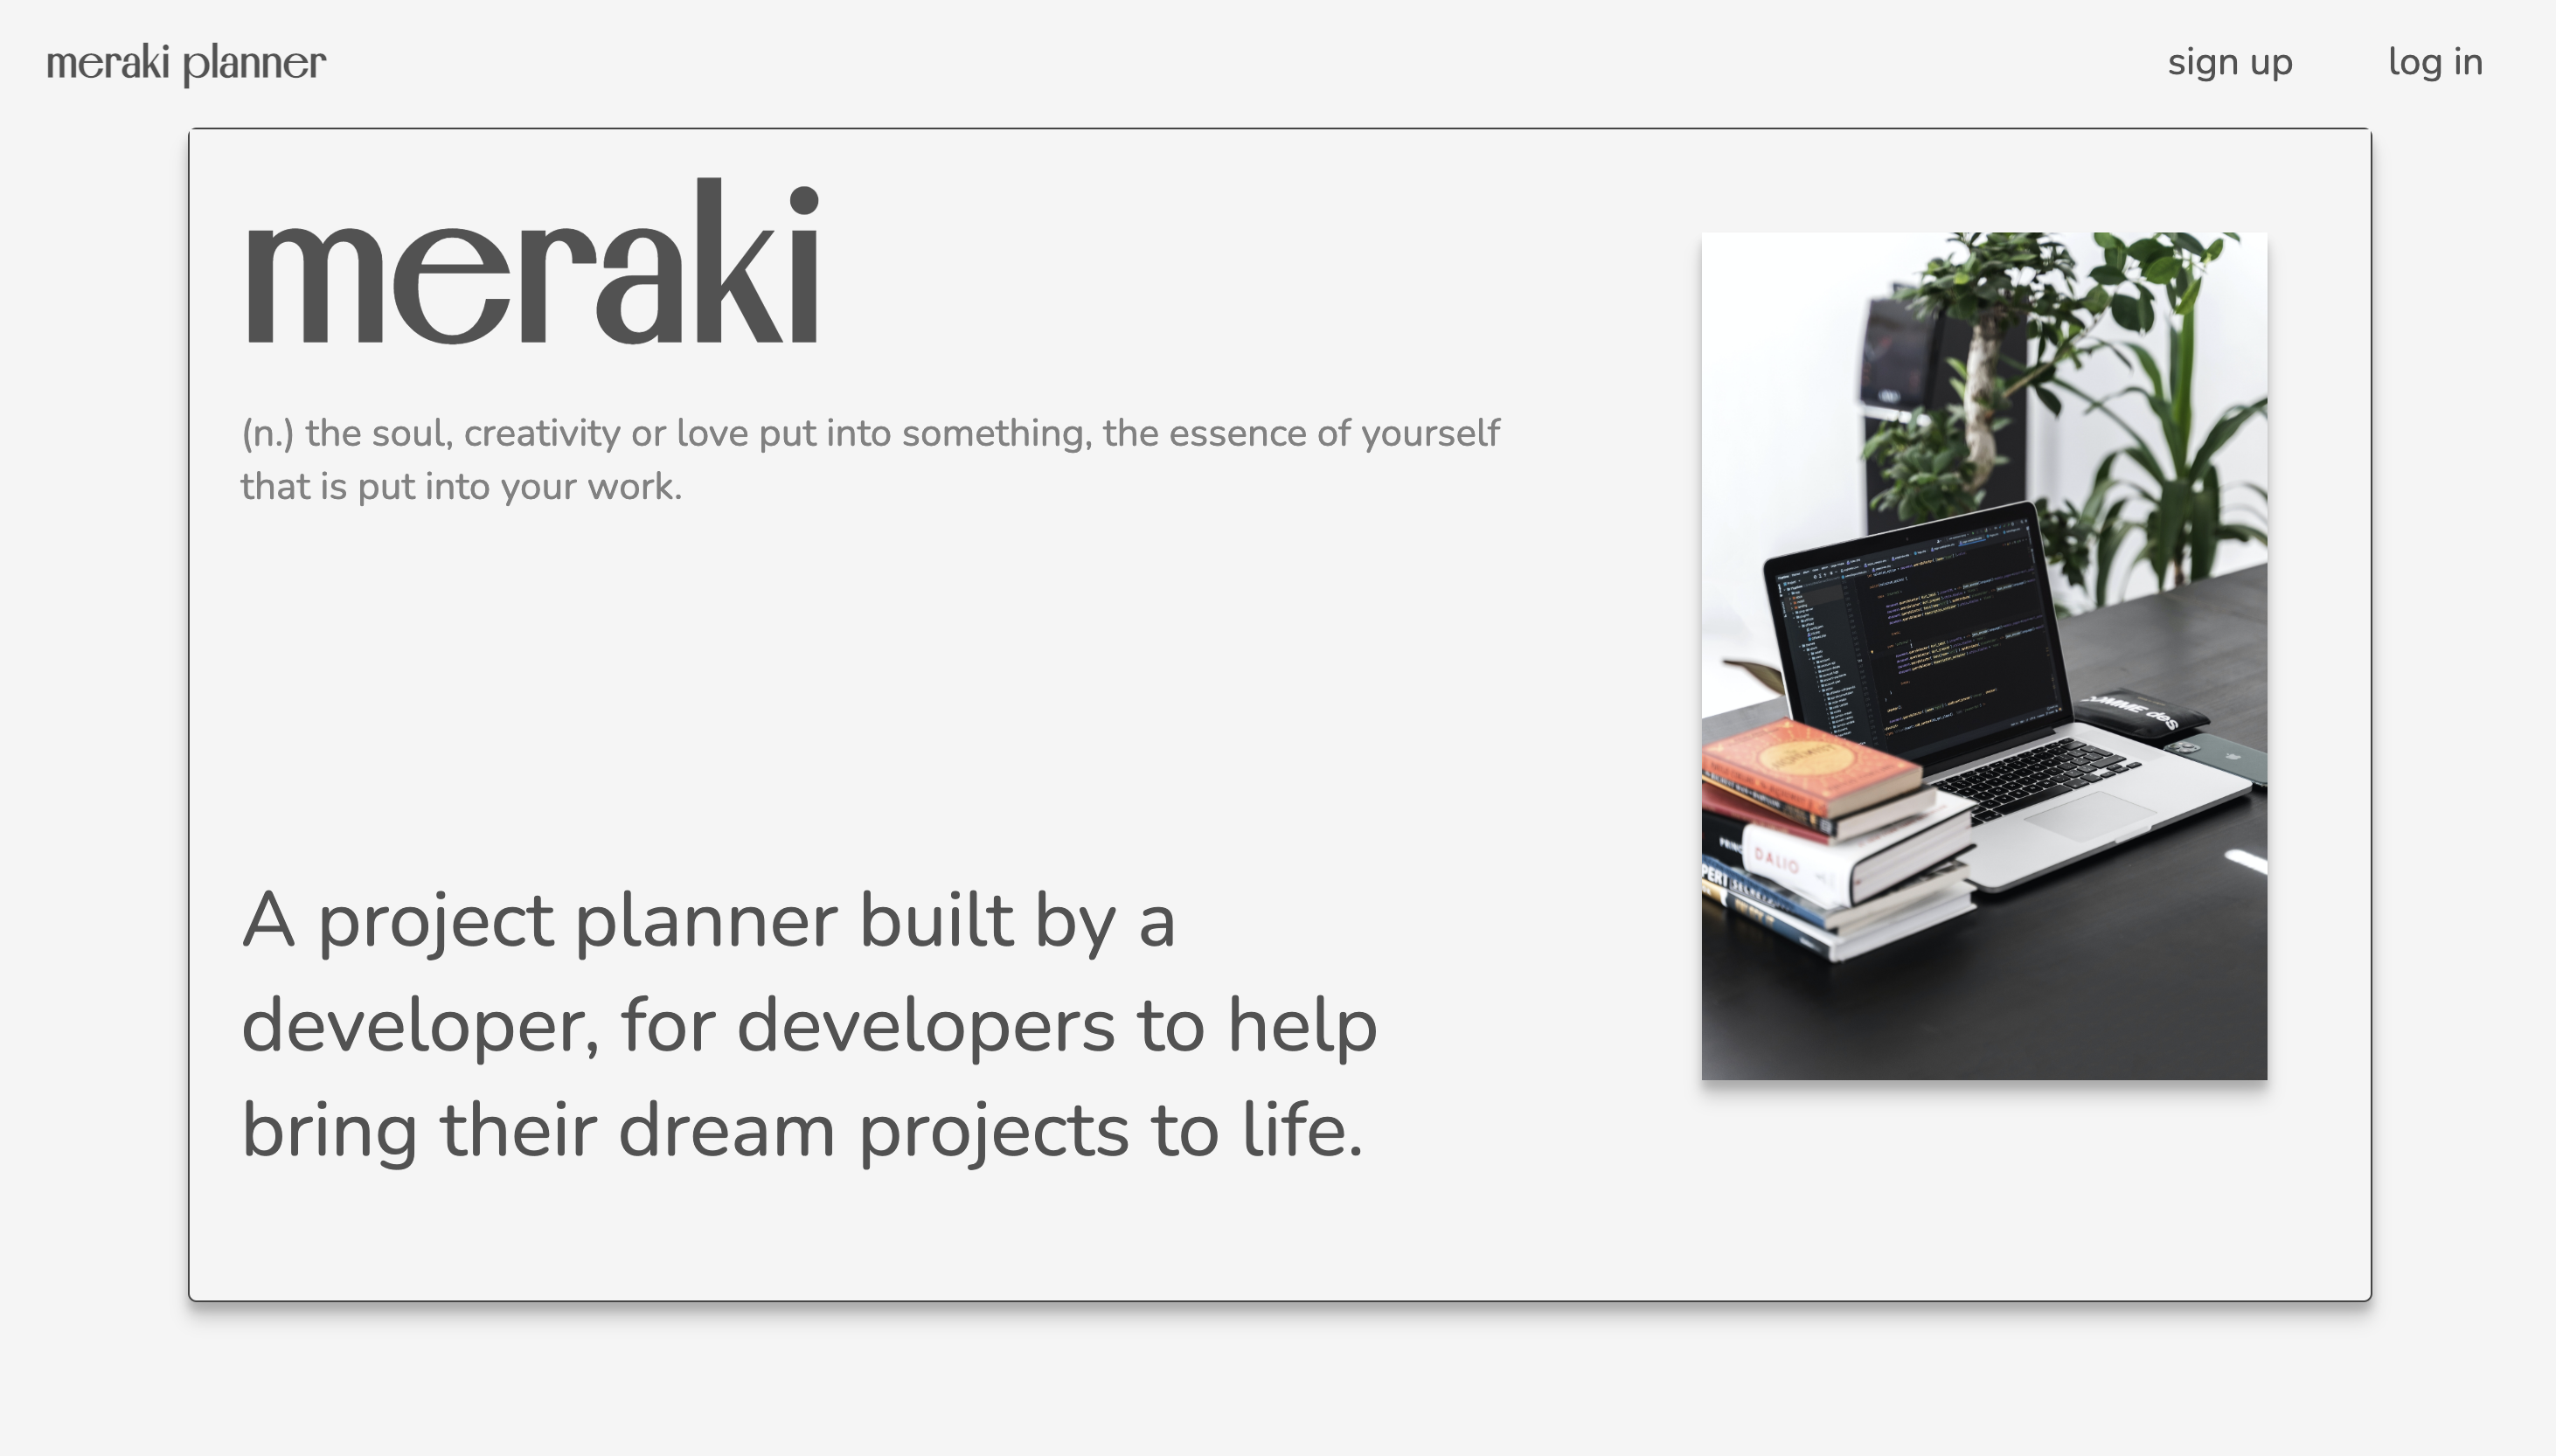 meraki planner
sign up
log in
meraki
(n.) the soul, creativity or love put into something, the essence of yourself
that is put into your work.
A project planner built by a
developer, for developers to help
bring their dream projects to life.
DALIO